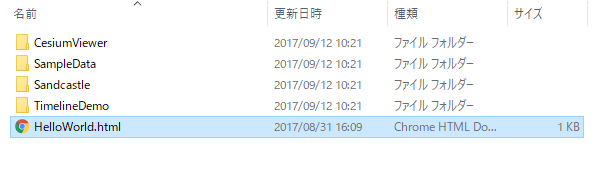 名前 更新日時 種類 サイズ
CesiumViewer 2017/09/12 10:21 ファイル フォルダー
SampleData 2017/09/12 10:21 ファイル フォルダー
Sandcastle 2017/09/12 10:21 ファイル フォルダー
TimelineDemo 2017/09/12 10:21 ファイル フォルダー
HelloWorld.html 2017/08/31 16:09 Chrome HTML Do... 1 KB